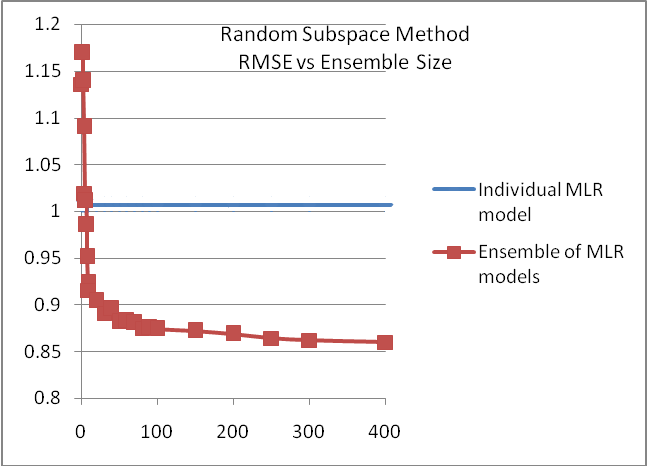 Random Subspace Method
RMSE vs Ensemble Size
1.2
1.15
1.1
1.05
1
0.95
0.9
0.85
0.8
0
100
200
300
400
Individual MLR
model
Ensemble of MLR
models